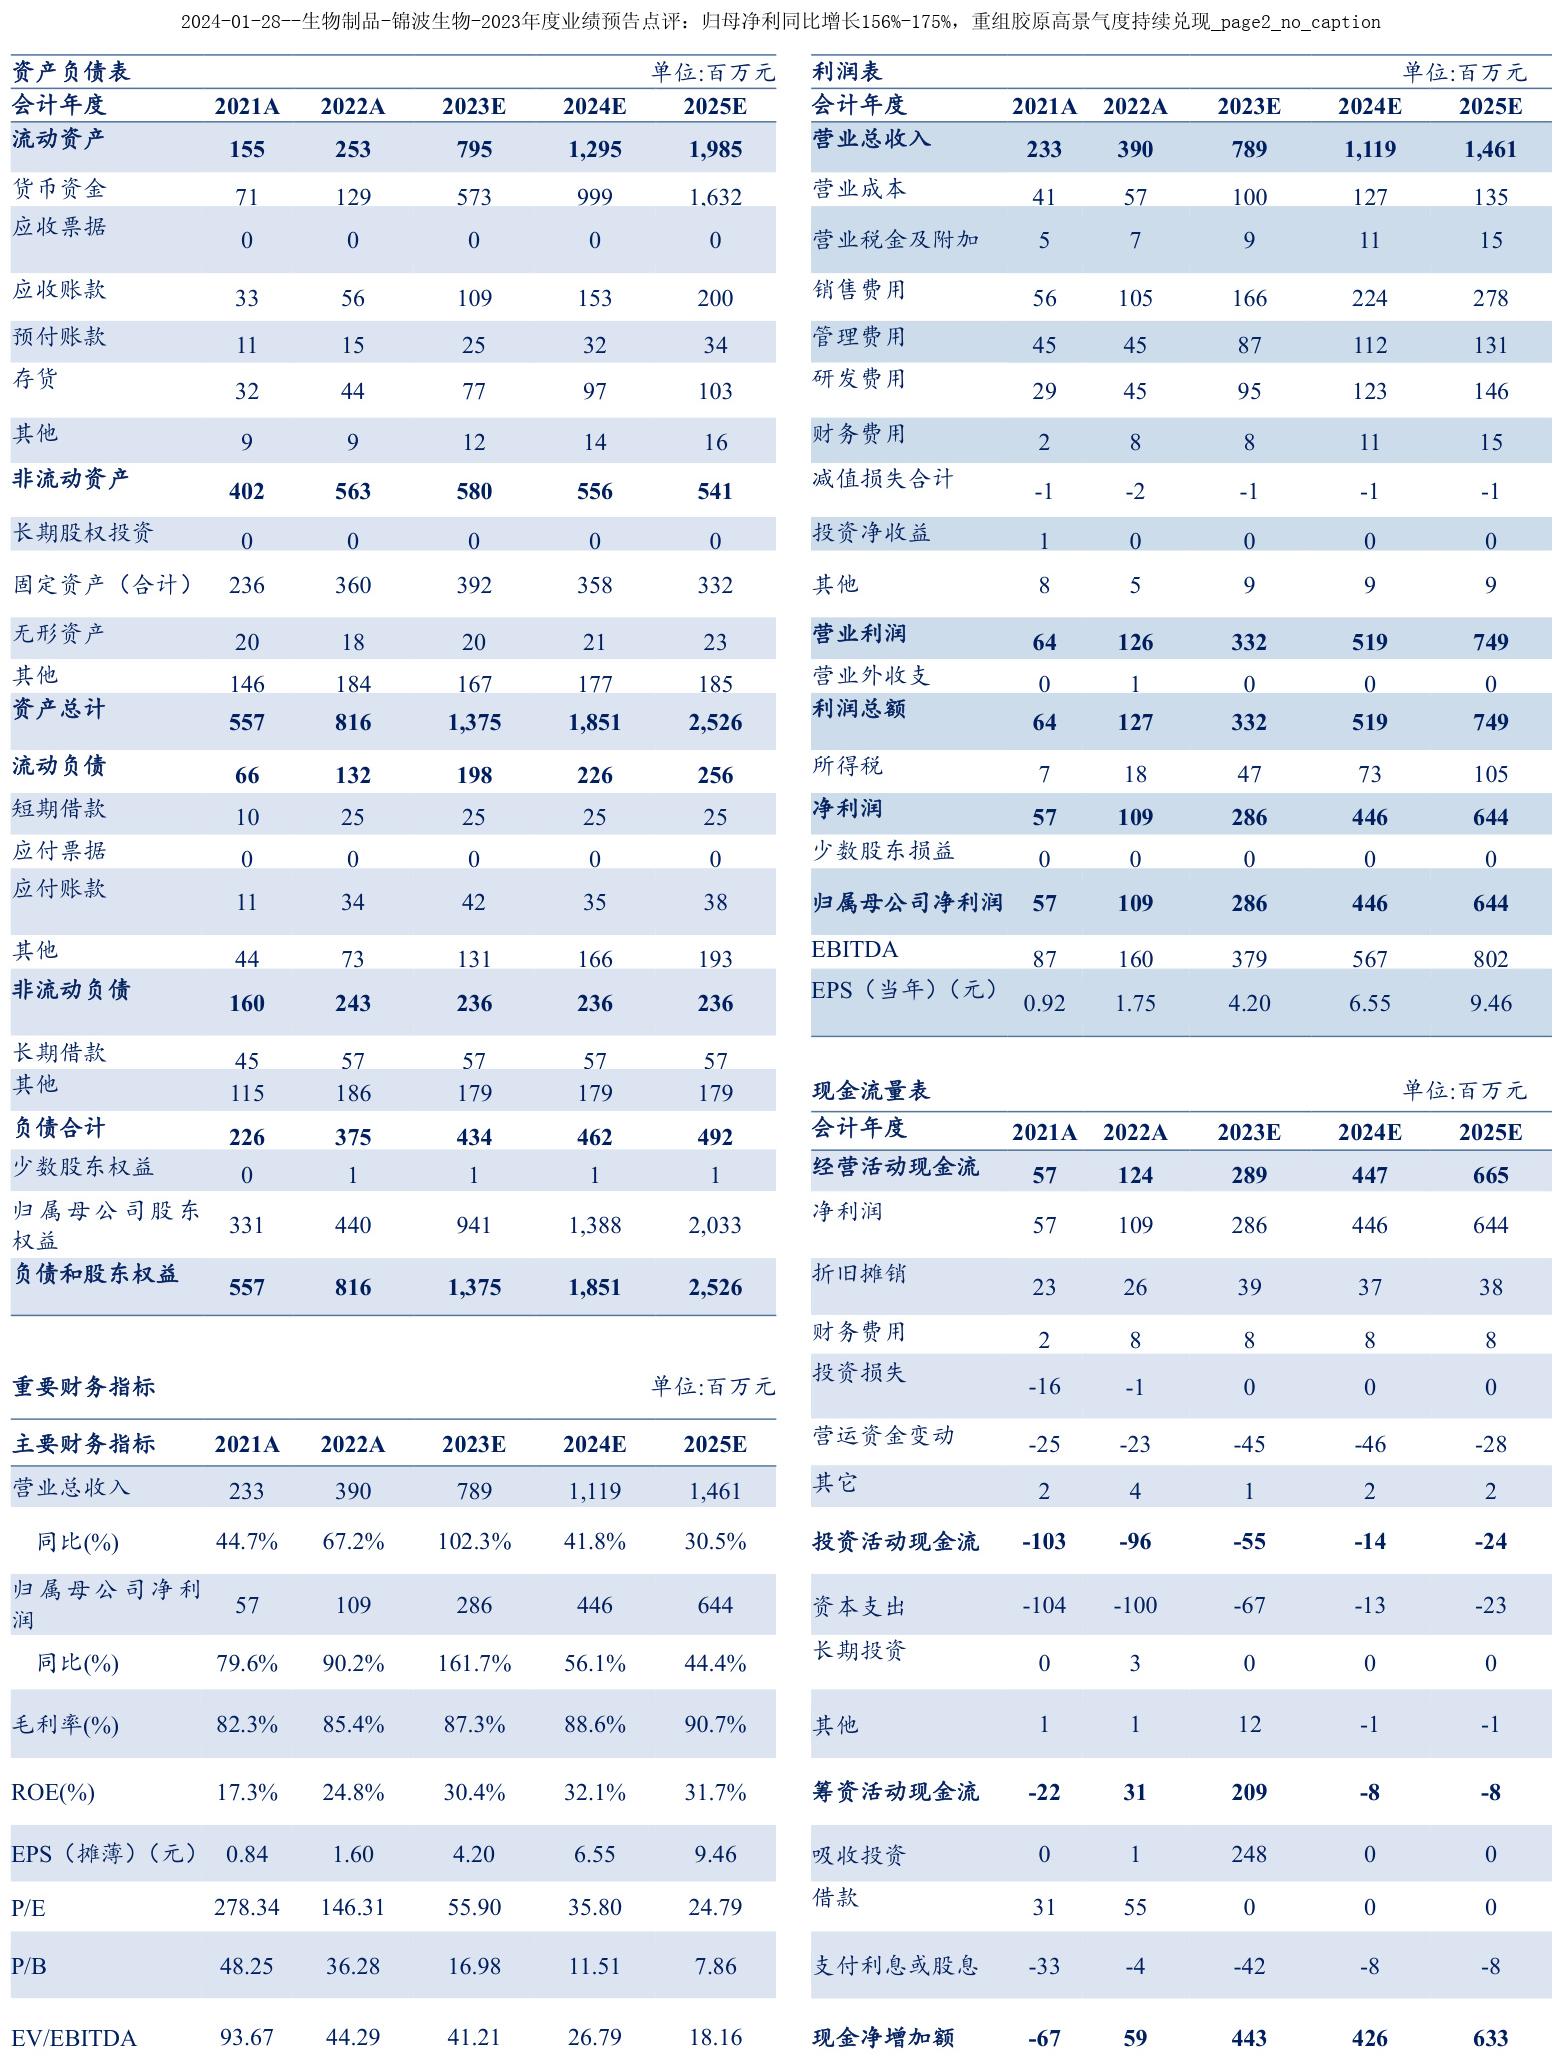 2024-01-28--生物制品-锦波生物-2023年度业绩预告点评：归母净利同比增长156%-175%，重组胶原高景气度持续兑现_page2_no_caption
资产负债表 单位:百万元
会计年度 2021A 2022A 2023E 2024E 2025E
流动资产 155 253 795 1,295 1,985
货币资金 71 129 573 999 1,632
应收票据 0 0 0 0 0
应收账款 33 56 109 153 200
预付账款 11 15 25 32 34
存货 32 44 77 97 103
其他 9 9 12 14 16
非流动资产 402 563 580 556 541
长期股权投资 0 0 0 0 0
固定资产（合计） 236 360 392 358 332
无形资产 20 18 20 21 23
其他 146 184 167 177 185
资产总计 557 816 1,375 1,851 2,526
流动负债 66 132 198 226 256
短期借款 10 25 25 25 25
应付票据 0 0 0 0 0
应付账款 11 34 42 35 38
其他 44 73 131 166 193
非流动负债 160 243 236 236 236
长期借款 45 57 57 57 57
其他 115 186 179 179 179
负债合计 226 375 434 462 492
少数股东权益 0 1 1 1 1
归属母公司股东
权益 331 440 941 1,388 2,033
负债和股东权益 557 816 1,375 1,851 2,526
重要财务指标 单位:百万元
主要财务指标 2021A 2022A 2023E 2024E 2025E
营业总收入 233 390 789 1,119 1,461
同比(%) 44.7% 67.2% 102.3% 41.8% 30.5%
归属母公司净利
润 57 109 286 446 644
同比(%) 79.6% 90.2% 161.7% 56.1% 44.4%
毛利率(%) 82.3% 85.4% 87.3% 88.6% 90.7%
ROE(%) 17.3% 24.8% 30.4% 32.1% 31.7%
EPS（摊薄）（元） 0.84 1.60 4.20 6.55 9.46
P/E 278.34 146.31 55.90 35.80 24.79
P/B 48.25 36.28 16.98 11.51 7.86
EV/EBITDA 93.67 44.29 41.21 26.79 18.16
利润表 单位:百万元
会计年度 2021A 2022A 2023E 2024E 2025E
营业总收入 233 390 789 1,119 1,461
营业成本 41 57 100 127 135
营业税金及附加 5 7 9 11 15
销售费用 56 105 166 224 278
管理费用 45 45 87 112 131
研发费用 29 45 95 123 146
财务费用 2 8 8 11 15
减值损失合计 -1 -2 -1 -1 -1
投资净收益 1 0 0 0 0
其他 8 5 9 9 9
营业利润 64 126 332 519 749
营业外收支 0 1 0 0 0
利润总额 64 127 332 519 749
所得税 7 18 47 73 105
净利润 57 109 286 446 644
少数股东损益 0 0 0 0 0
归属母公司净利润 57 109 286 446 644
EBITDA 87 160 379 567 802
EPS（当年）（元） 0.92 1.75 4.20 6.55 9.46
现金流量表 单位:百万元
会计年度 2021A 2022A 2023E 2024E 2025E
经营活动现金流 57 124 289 447 665
净利润 57 109 286 446 644
折旧摊销 23 26 39 37 38
财务费用 2 8 8 8 8
投资损失 -16 -1 0 0 0
营运资金变动 -25 -23 -45 -46 -28
其它 2 4 1 2 2
投资活动现金流 -103 -96 -55 -14 -24
资本支出 -104 -100 -67 -13 -23
长期投资 0 3 0 0 0
其他 1 1 12 -1 -1
筹资活动现金流 -22 31 209 -8 -8
吸收投资 0 1 248 0 0
借款 31 55 0 0 0
支付利息或股息 -33 -4 -42 -8 -8
现金净增加额 -67 59 443 426 633